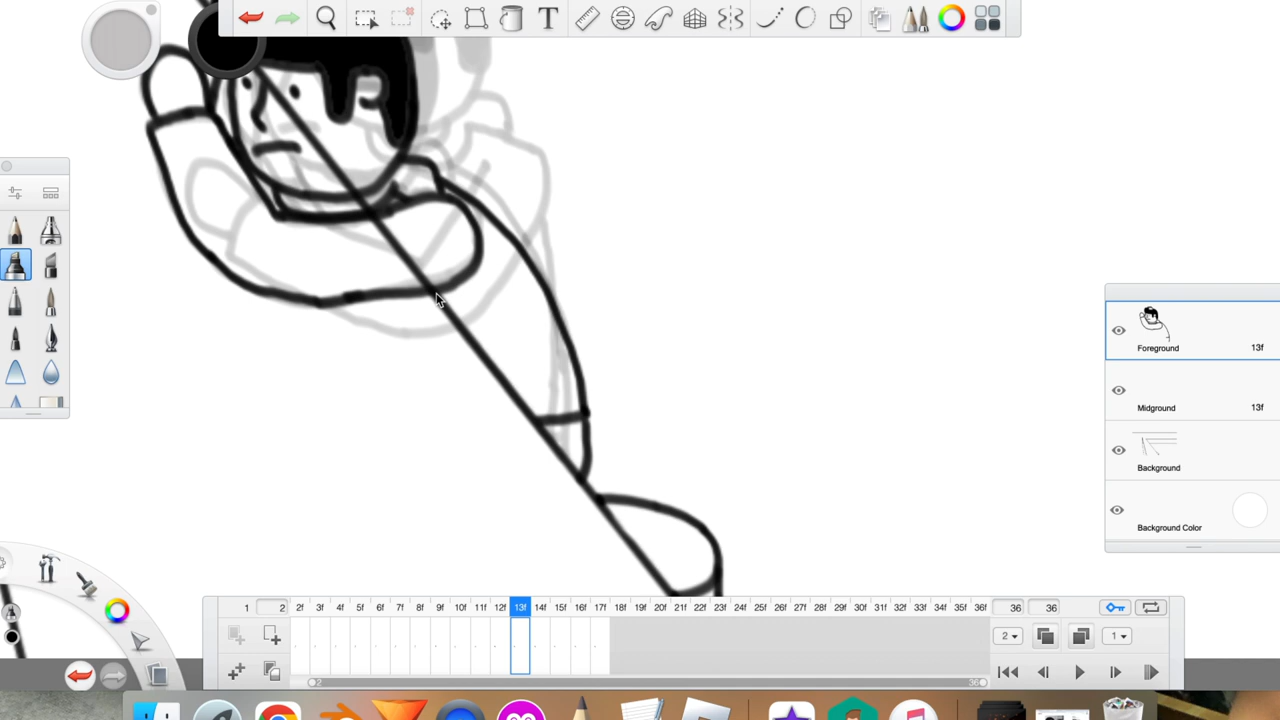 T
Foreground 13f
Midground 13f
Background
Background Color
1 2 2f 3f 4f 5f 6f 7f 8f 9f 10f 11f 12f 13f 14f 15f 16f 17f 18f 19f 20f 21f 22f 23f 24f 25f 26f 27f 28f 29f 30f 31f 32f 33f 34f 35f 36f 36 36
2 1
2 36